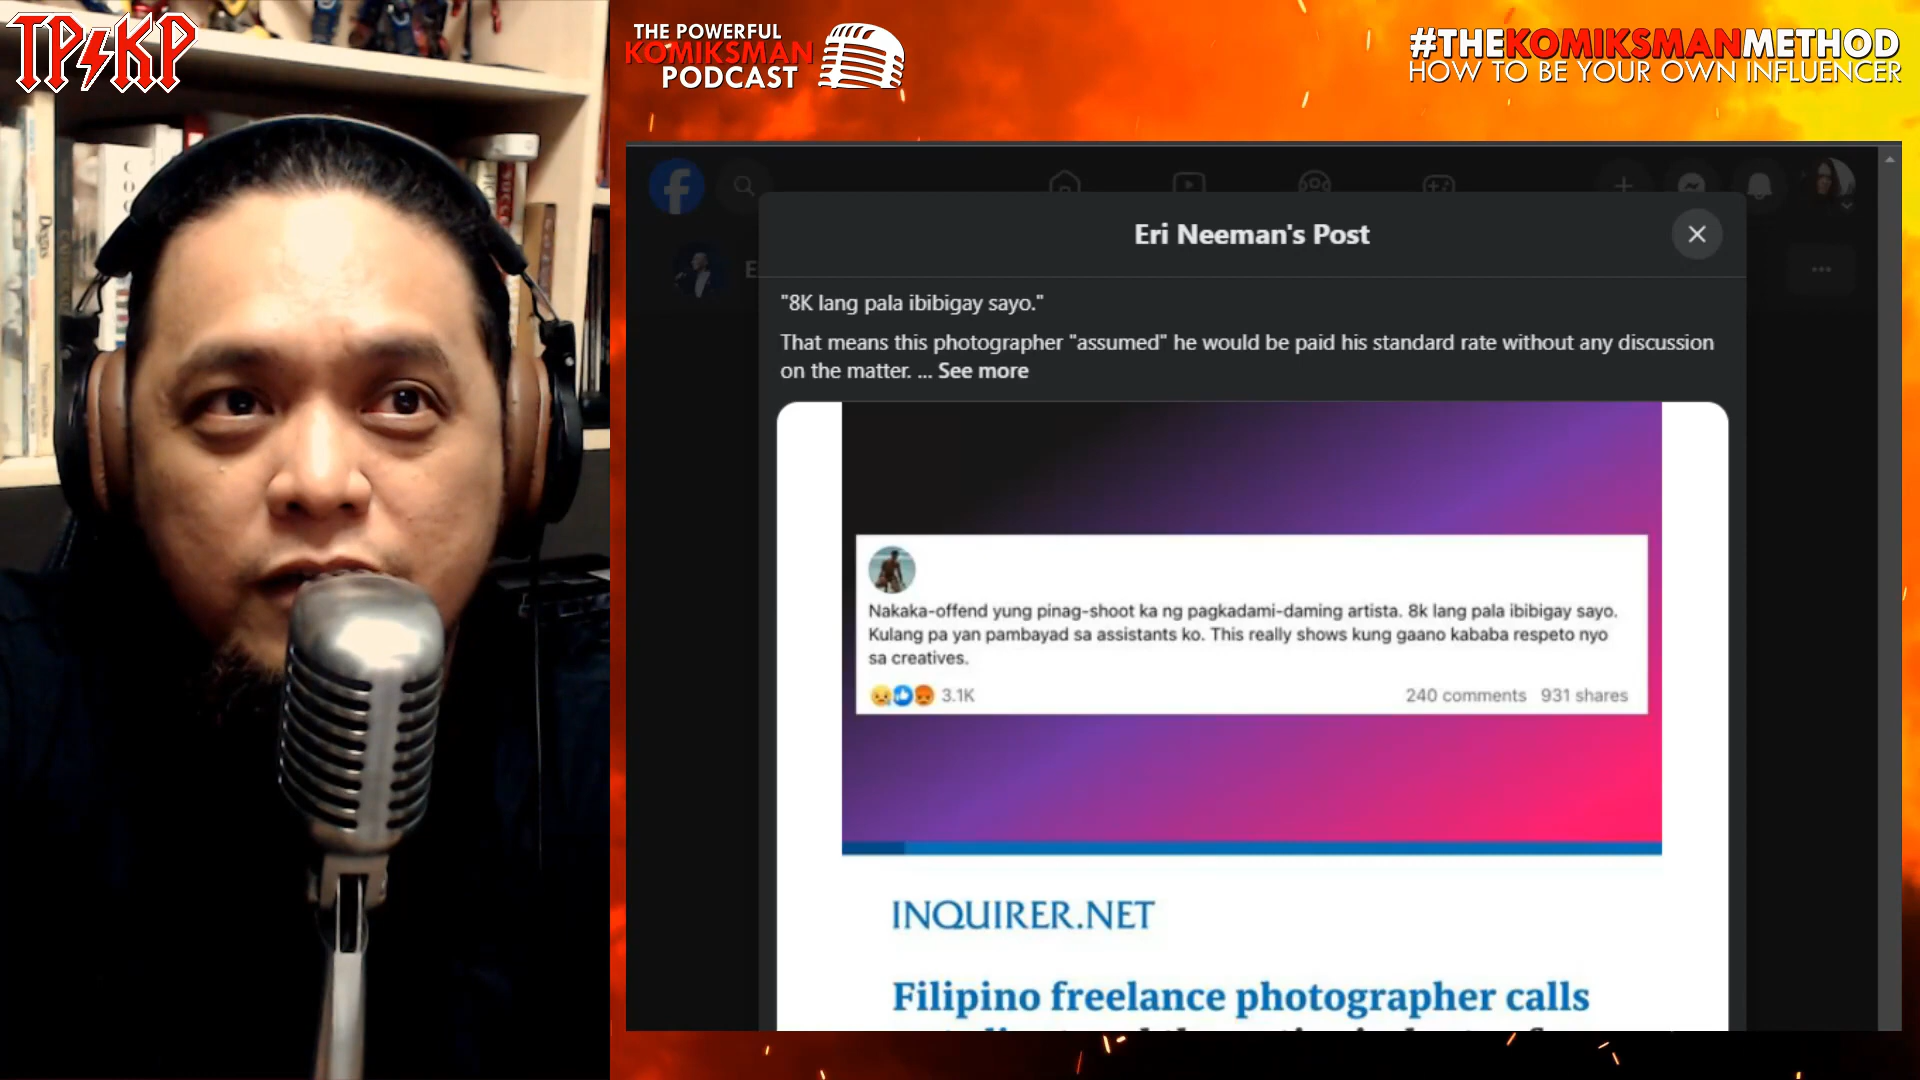 TP KP
THE POWERFUL
KOMIKSMAN
PODCAST
#THEKOMIKSMANMETHOD
HOW TO BE YOUR OWN INFLUENCER
Eri Neeman's Post
"8K lang pala ibibigay sayo."
That means this photographer "assumed" he would be paid his standard rate without any discussion
on the matter. ... See more
Nakaka-offend yung pinag-shoot ka ng pagkadami-daming artista. 8k lang pala ibibigay sayo.
Kulang pa yan pambayad sa assistants ko. This really shows kung gaano kababa respeto nyo
sa creatives.
3.1K
240 comments 931 shares
INQUIRER.NET
Filipino freelance photographer calls
Degas